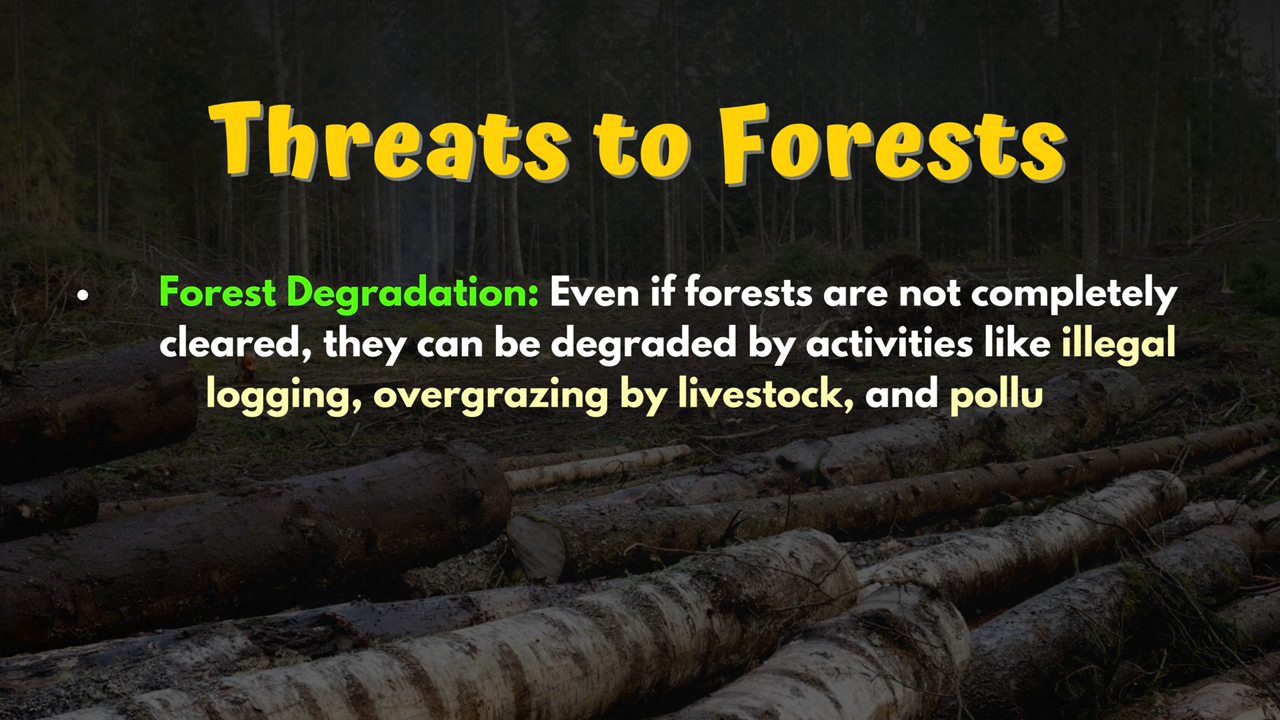 Threats to Forests
• Forest Degradation: Even if forests are not completely
cleared, they can be degraded by activities like illegal
logging, overgrazing by livestock, and pollu